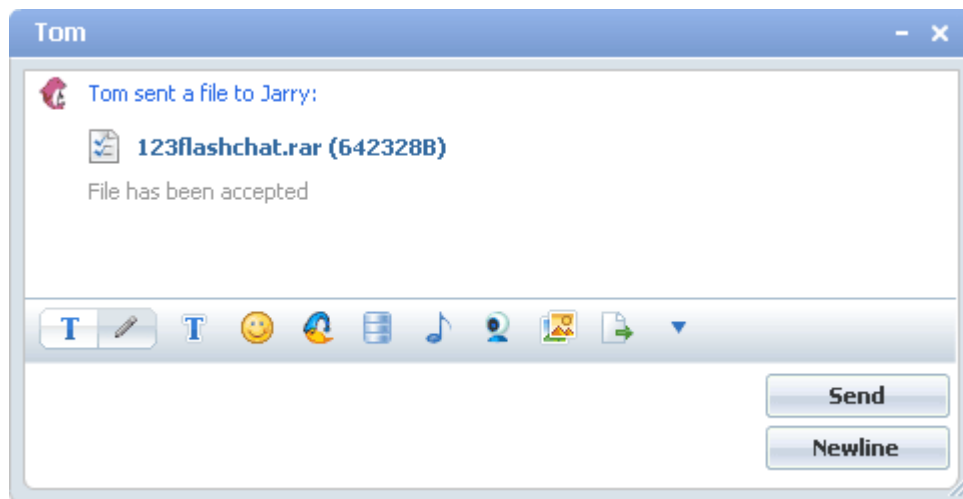 Tom
Tom sent a file to Jarry:
123flashchat.rar (642328B)
File has been accepted
T T
Send
Newline